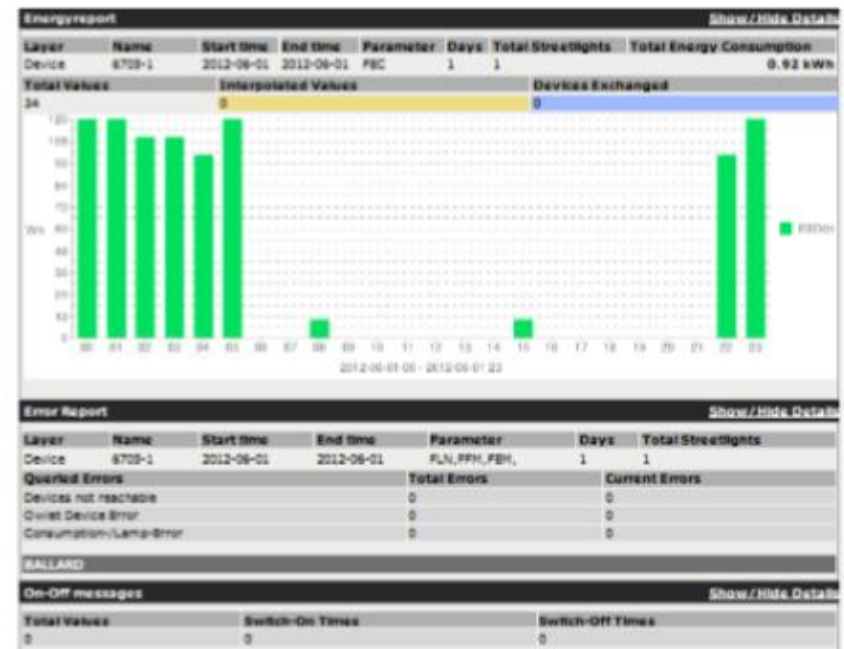 Energyreport Show/Hide Details
Layer Name Start time End time Parameter Days Total Streetlights Total Energy Consumption
Device 6703-1 2012-06-01 2012-06-01 1 1 0.92 kWh
Total Values Interpolated Values Devices Exchanged
24 0 0
120
60
Wh
0
00 01 02 03 04 05 06 07 08 09 10 11 12 13 14 15 16 17 18 19 20 21 22 23
2012-06-01 00 - 2012-06-01 23
Error Report Show/Hide Details
Layer Name Start time End time Parameter Days Total Streetlights
Device 6703-1 2012-06-01 2012-06-01 1 1
Queried Errors Total Errors Current Errors
Devices not reachable 0 0
Owlet Device Error 0 0
Consumption-/Lamp-Error 0 0
BALLARD
On-Off messages Show/Hide Details
Total Values Switch-On Times Switch-Off Times
0 0 0